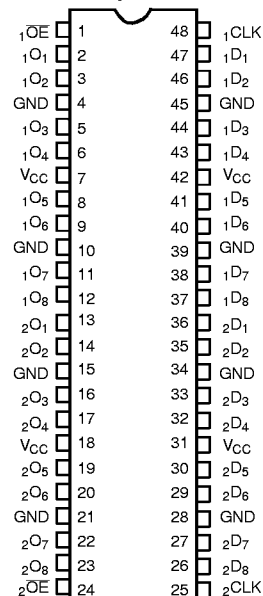 1OE 1 48 1CLK
1O1 2 47 1D1
1O2 3 46 1D2
GND 4 45 GND
1O3 5 44 1D3
1O4 6 43 1D4
VCC 7 42 VCC
1O5 8 41 1D5
1O6 9 40 1D6
GND 10 39 GND
1O7 11 38 1D7
1O8 12 37 1D8
2O1 13 36 2D1
2O2 14 35 2D2
GND 15 34 GND
2O3 16 33 2D3
2O4 17 32 2D4
VCC 18 31 VCC
2O5 19 30 2D5
2O6 20 29 2D6
GND 21 28 GND
2O7 22 27 2D7
2O8 23 26 2D8
2OE 24 25 2CLK